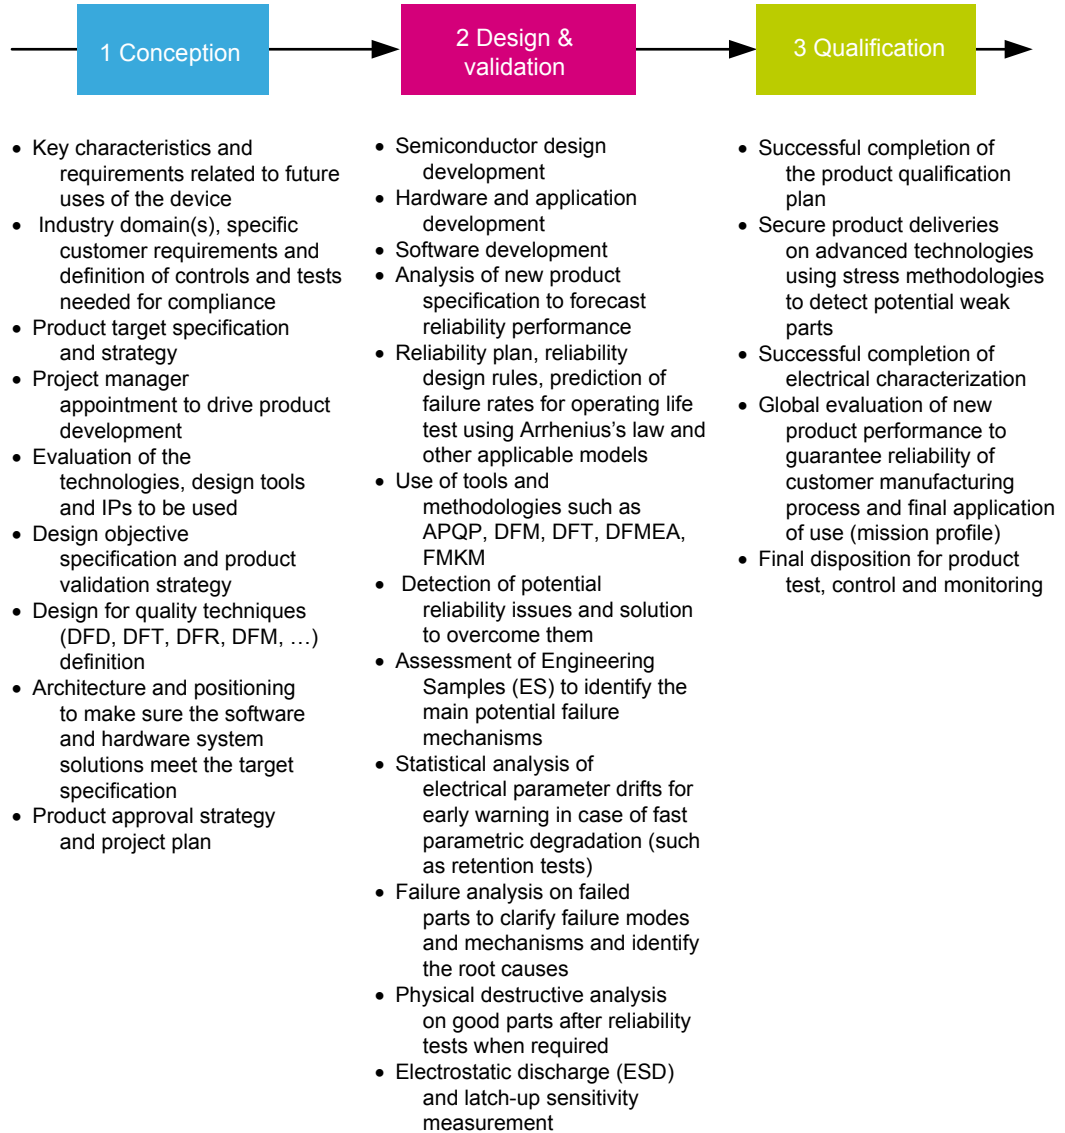 1 Conception
2 Design &
validation
3 Qualification
• Key characteristics and
requirements related to future
uses of the device
• Industry domain(s), specific
customer requirements and
definition of controls and tests
needed for compliance
• Product target specification
and strategy
• Project manager
appointment to drive product
development
• Evaluation of the
technologies, design tools
and IPs to be used
• Design objective
specification and product
validation strategy
• Design for quality techniques
(DFD, DFT, DFR, DFM, …)
definition
• Architecture and positioning
to make sure the software
and hardware system
solutions meet the target
specification
• Product approval strategy
and project plan
• Semiconductor design
development
• Hardware and application
development
• Software development
• Analysis of new product
specification to forecast
reliability performance
• Reliability plan, reliability
design rules, prediction of
failure rates for operating life
test using Arrhenius’s law and
other applicable models
• Use of tools and
methodologies such as
APQP, DFM, DFT, DFMEA,
FMKM
• Detection of potential
reliability issues and solution
to overcome them
• Assessment of Engineering
Samples (ES) to identify the
main potential failure
mechanisms
• Statistical analysis of
electrical parameter drifts for
early warning in case of fast
parametric degradation (such
as retention tests)
• Failure analysis on failed
parts to clarify failure modes
and mechanisms and identify
the root causes
• Physical destructive analysis
on good parts after reliability
tests when required
• Electrostatic discharge (ESD)
and latch-up sensitivity
measurement
• Successful completion of
the product qualification
plan
• Secure product deliveries
on advanced technologies
using stress methodologies
to detect potential weak
parts
• Successful completion of
electrical characterization
• Global evaluation of new
product performance to
guarantee reliability of
customer manufacturing
process and final application
of use (mission profile)
• Final disposition for product
test, control and monitoring